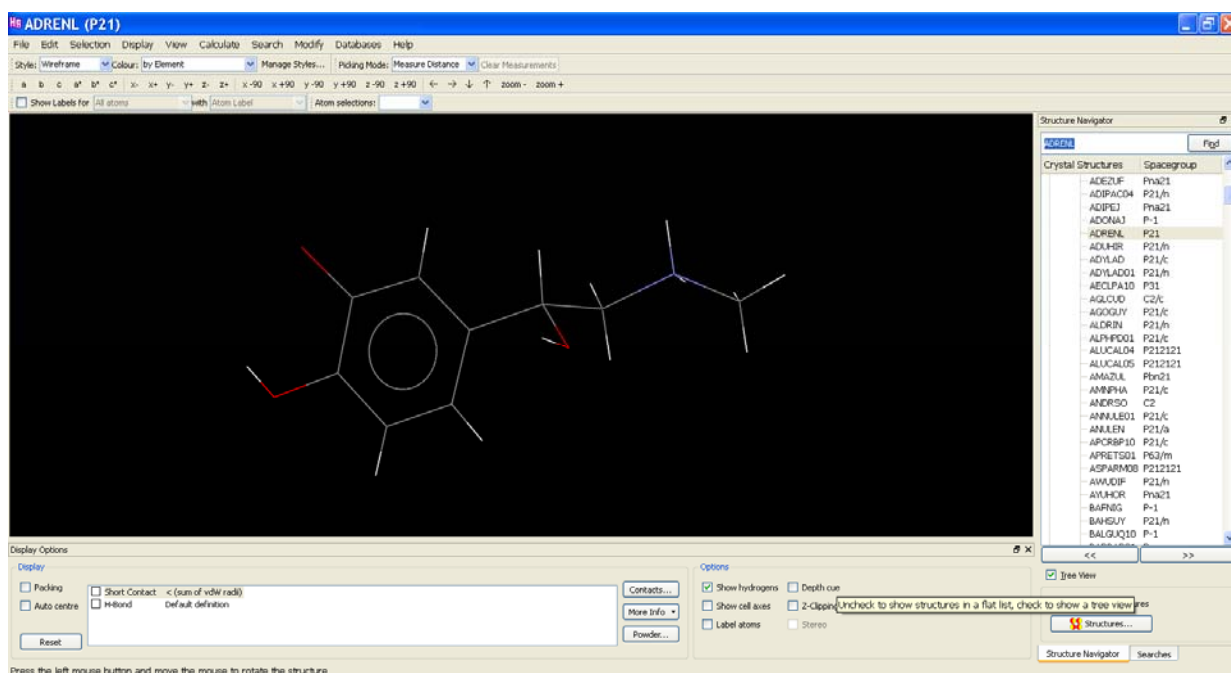 ADRENL (P21)
File Edit Selection Display View Calculate Search Modify Databases Help
Style: Wireframe Colour: by Element Manage Styles... Picking Mode: Measure Distance Clear Measurements
a b c a* b* c* x- x+ y- y+ z- z+ x -90 x +90 y -90 y +90 z -90 z +90 ← → ↓ ↑ zoom - zoom +
Show Labels for All atoms with Atom Label Atom selections:
Structure Navigator
ADRENL Find
Crystal Structures Spacegroup
ADEZUF Pna21
ADIPAC04 P21/n
ADIPEJ Pna21
ADONAJ P-1
ADRENL P21
ADUHIR P21/n
ADYLAD P21/c
ADYLAD01 P21/n
AECLPA10 P31
AGLCUD C2/c
AGOGUY P21/c
ALDRIN P21/n
ALPHPD01 P21/c
ALUCAL04 P212121
ALUCAL05 P212121
AMAZUL Pbn21
AMNPHA P21/c
ANDRSO C2
ANNULE01 P21/c
ANULEN P21/a
APCRBP10 P21/c
APRETS01 P63/m
ASPARM08 P212121
AWUDIF P21/n
AYUHOR Pna21
BAFNIG P-1
BAHSUY P21/n
BALGUQ10 P-1
<< >>
Tree View
Structures...
Structure Navigator Searches
Display Options
Display
Packing
Auto centre
Reset
Short Contact < (sum of vdW radii)
H-Bond Default definition
Contacts...
More Info
Powder...
Options
Show hydrogens Depth cue
Show cell axes Z-Clipping
Label atoms Stereo
Uncheck to show structures in a flat list, check to show a tree view
Press the left mouse button and move the mouse to rotate the structure